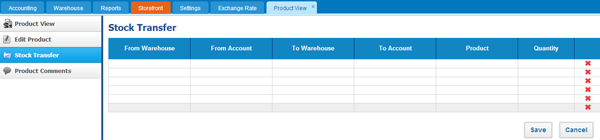 Accounting Warehouse Reports Storefront Settings Exchange Rate Product View
Product View
Edit Product
Stock Transfer
Product Comments
Stock Transfer
From Warehouse From Account To Warehouse To Account Product Quantity
Save Cancel